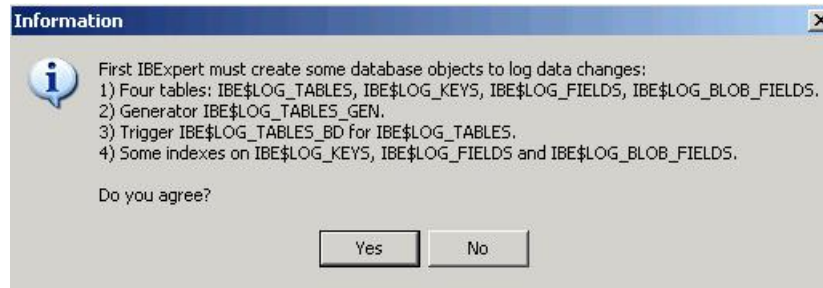 Information
First IBExpert must create some database objects to log data changes:
1) Four tables: IBE$LOG_TABLES, IBE$LOG_KEYS, IBE$LOG_FIELDS, IBE$LOG_BLOB_FIELDS.
2) Generator IBE$LOG_TABLES_GEN.
3) Trigger IBE$LOG_TABLES_BD for IBE$LOG_TABLES.
4) Some indexes on IBE$LOG_KEYS, IBE$LOG_FIELDS and IBE$LOG_BLOB_FIELDS.
Do you agree?
Yes No